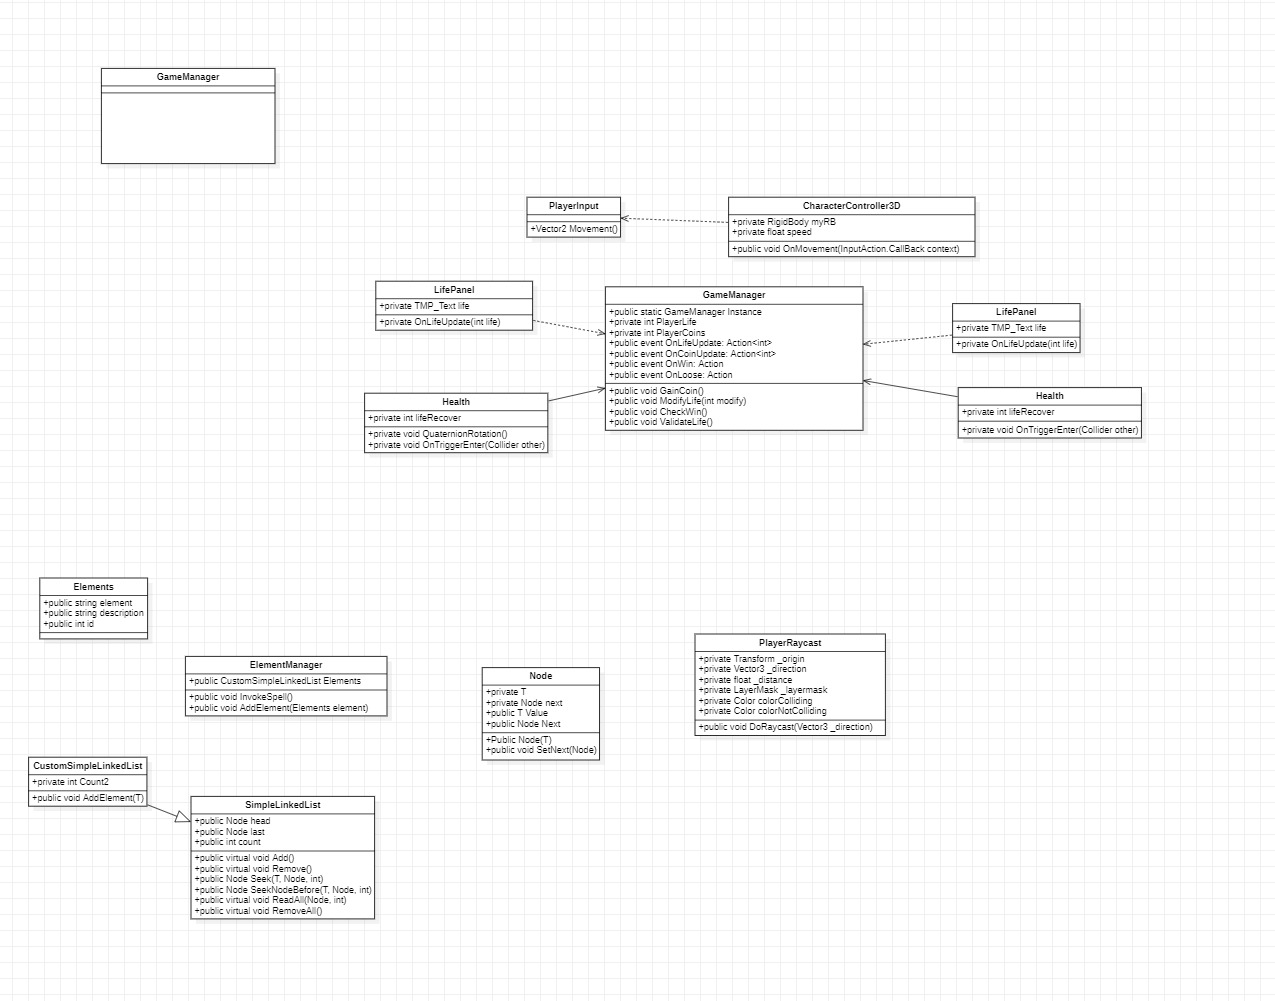 GameManager
PlayerInput
+Vector2 Movement()
CharacterController3D
+private RigidBody myRB
+private float speed
+public void OnMovement(InputAction.CallBack context)
LifePanel
+private TMP_Text life
+private OnLifeUpdate(int life)
GameManager
+public static GameManager Instance
+private int PlayerLife
+private int PlayerCoins
+public event OnLifeUpdate: Action<int>
+public event OnCoinUpdate: Action<int>
+public event OnWin: Action
+public event OnLoose: Action
+public void GainCoin()
+public void ModifyLife(int modify)
+public void CheckWin()
+public void ValidateLife()
LifePanel
+private TMP_Text life
+private OnLifeUpdate(int life)
Health
+private int lifeRecover
+private void QuaternionRotation()
+private void OnTriggerEnter(Collider other)
Health
+private int lifeRecover
+private void OnTriggerEnter(Collider other)
Elements
+public string element
+public string description
+public int id
ElementManager
+public CustomSimpleLinkedList Elements
+public void InvokeSpell()
+public void AddElement(Elements element)
Node
+private T
+private Node next
+public T Value
+public Node Next
+Public Node(T)
+public void SetNext(Node)
PlayerRaycast
+private Transform _origin
+private Vector3 _direction
+private float _distance
+private LayerMask _layermask
+private Color colorColliding
+private Color colorNotColliding
+public void DoRaycast(Vector3 _direction)
CustomSimpleLinkedList
+private int Count2
+public void AddElement(T)
SimpleLinkedList
+public Node head
+public Node last
+public int count
+public virtual void Add()
+public virtual void Remove()
+public Node Seek(T, Node, int)
+public Node SeekNodeBefore(T, Node, int)
+public virtual void ReadAll(Node, int)
+public virtual void RemoveAll()